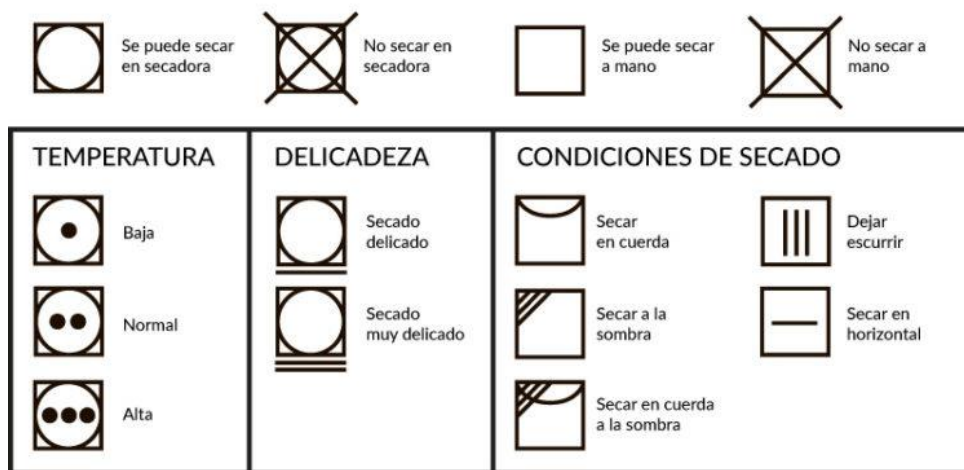 Se puede secar
en secadora
No secar en
secadora
Se puede secar
a mano
No secar a
mano
TEMPERATURA
Baja
Normal
Alta
DELICADEZA
Secado
delicado
Secado
muy delicado
CONDICIONES DE SECADO
Secar
en cuerda
Dejar
escurrir
Secar a la
sombra
Secar en
horizontal
Secar en cuerda
a la sombra